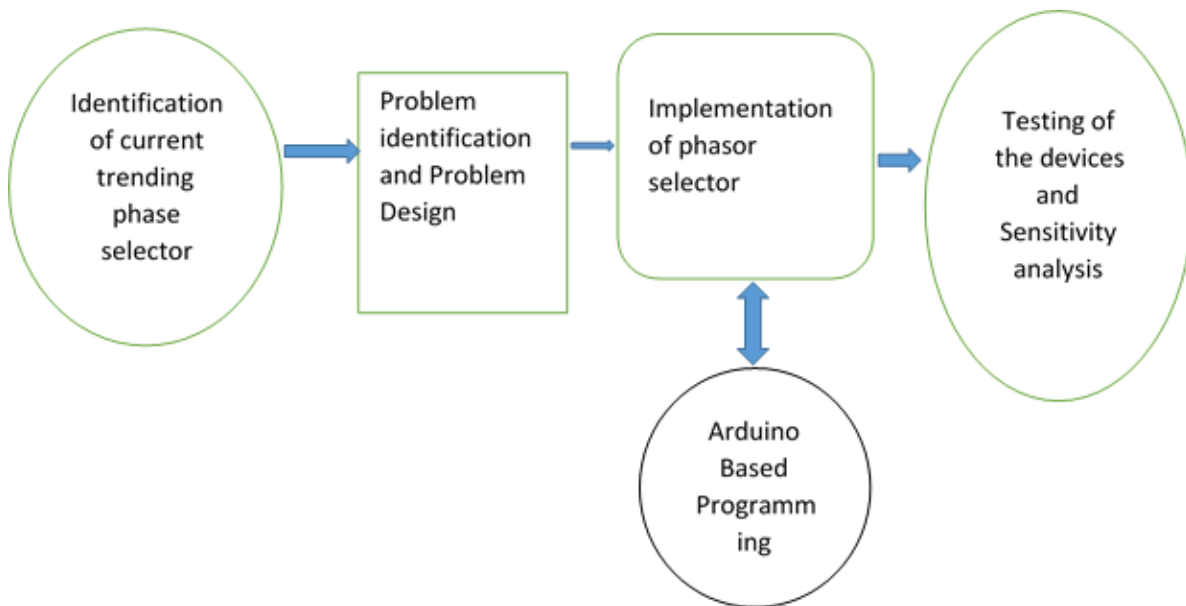 Identification
of current
trending
phase
selector
Problem
identification
and Problem
Design
Implementation
of phasor
selector
Testing of
the devices
and
Sensitivity
analysis
Arduino
Based
Programm
ing